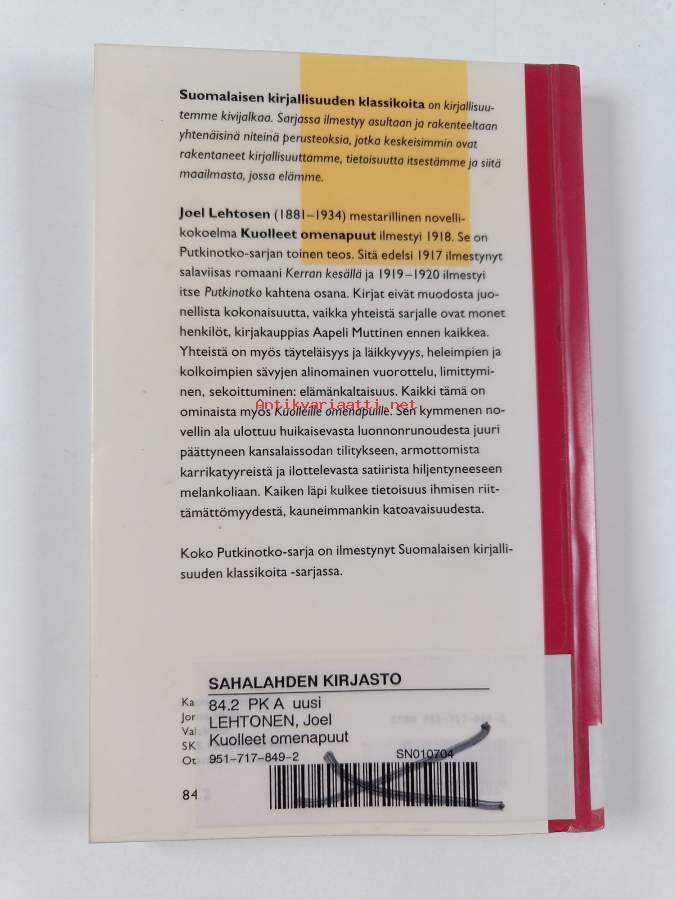 Suomalaisen kirjallisuuden klassikoita on kirjallisuu-
temme kivijalkaa. Sarjassa ilmestyy asultaan ja rakenteeltaan
yhtenäisinä niteinä perusteoksia, jotka keskeisimmin ovat
rakentaneet kirjallisuuttamme, tietoisuutta itsestämme ja siitä
maailmasta, jossa elämme.
Joel Lehtosen (1881–1934) mestarillinen novelli-
kokoelma Kuolleet omenapuut ilmestyi 1918. Se on
Putkinotko-sarjan toinen teos. Sitä edelsi 1917 ilmestynyt
salaviisas romaani Kerran kesällä ja 1919–1920 ilmestyi
itse Putkinotko kahtena osana. Kirjat eivät muodosta juo-
nellista kokonaisuutta, vaikka yhteistä sarjalle ovat monet
henkilöt, kirjakauppias Aapeli Muttinen ennen kaikkea.
Yhteistä on myös täyteläisyys ja läikkyvyys, heleimpien ja
kolkoimpien sävyjen alinomainen vuorottelu, limittymi-
nen, sekoittuminen: elämänkaltaisuus. Kaikki tämä on
Antikvariaatti.net
ominaista myös Kuolleille omenapuille. Sen kymmenen no-
vellin ala ulottuu huikaisevasta luonnonrunoudesta juuri
päättyneen kansalaissodan tilitykseen, armottomista
karrikatyyreistä ja ilottelevasta satiirista hiljentyneeseen
melankoliaan. Kaiken läpi kulkee tietoisuus ihmisen riit-
tämättömyydestä, kauneimmankin katoavaisuudesta.
Koko Putkinotko-sarja on ilmestynyt Suomalaisen kirjalli-
suuden klassikoita -sarjassa.
SAHALAHDEN KIRJASTO
84.2 PK A uusi
LEHTONEN, Joel
Kuolleet omenapuut
951-717-849-2 SN010704
84